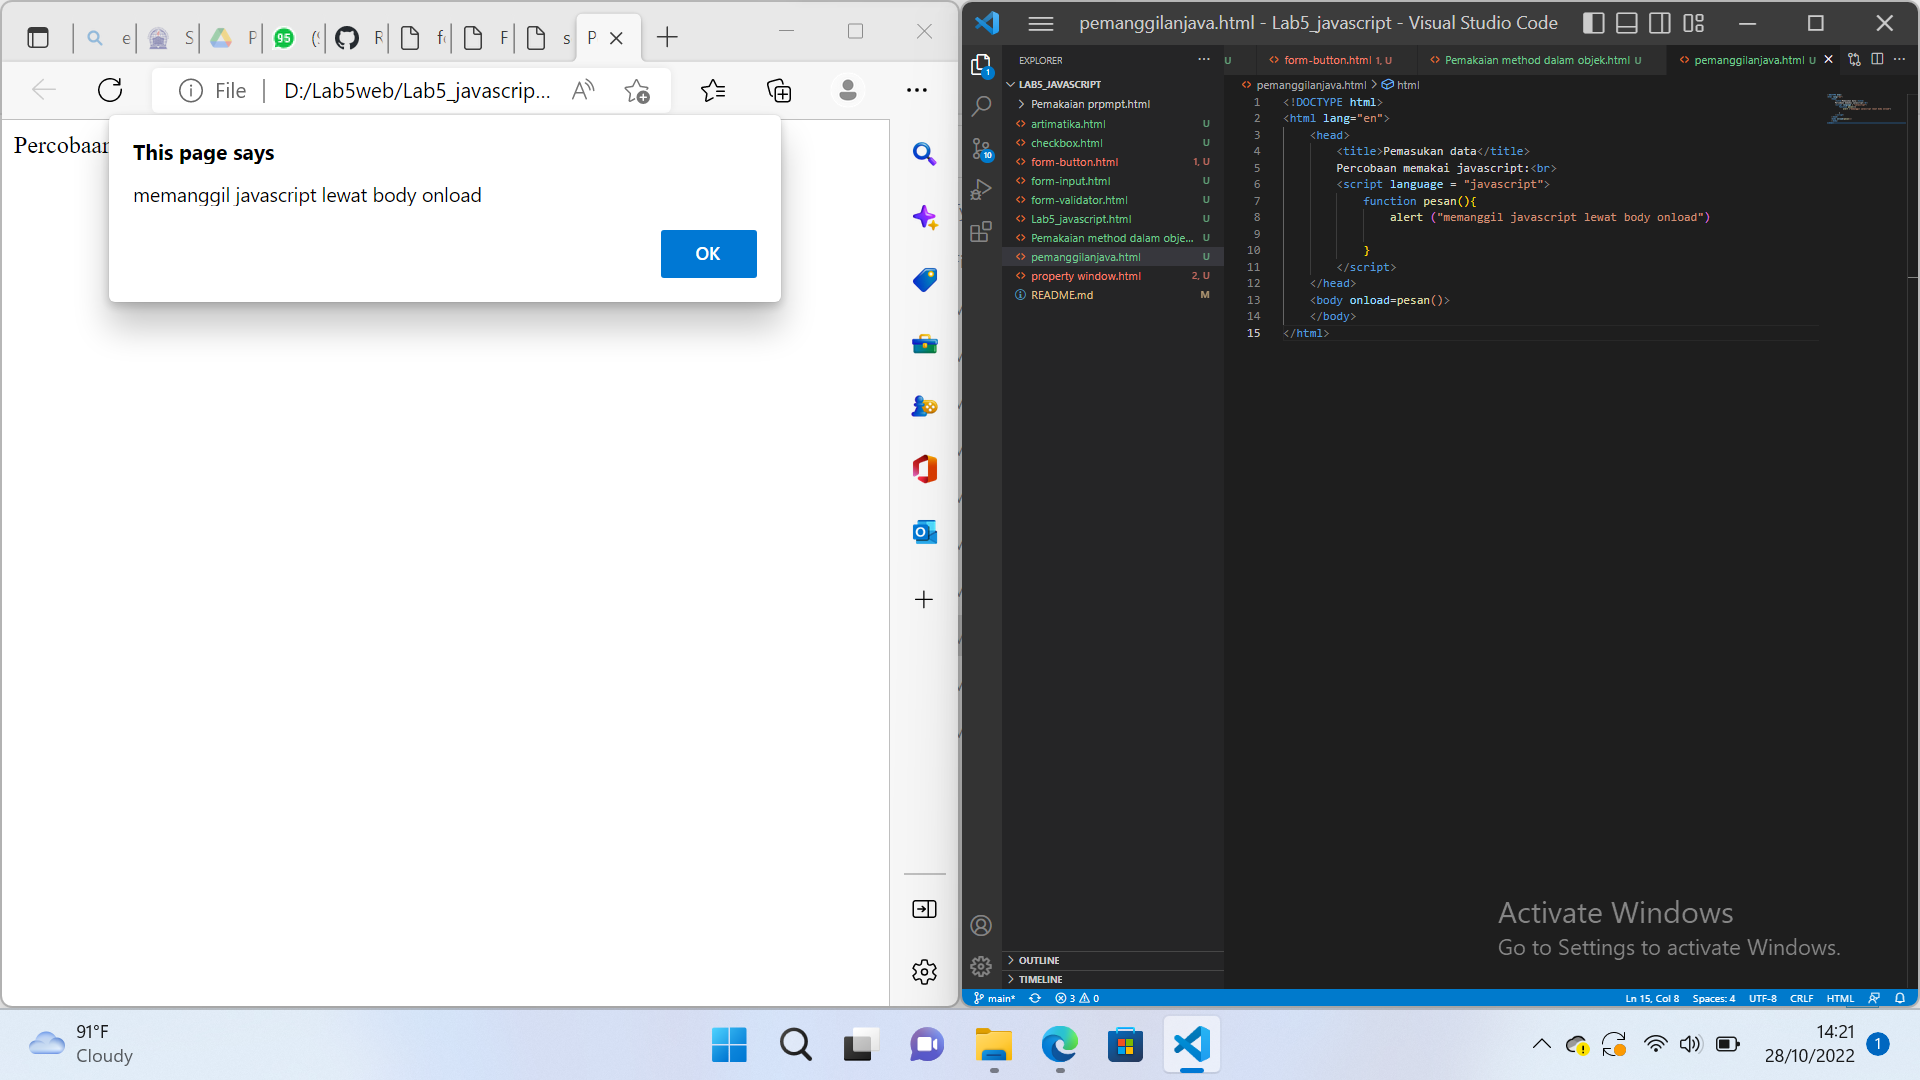 e
S
P
95
(
R
f
F
s
P
File
D:/Lab5web/Lab5_javascrip...
Percobaan
This page says
memanggil javascript lewat body onload
OK
pemanggilanjava.html - Lab5_javascript - Visual Studio Code
EXPLORER
LAB5_JAVASCRIPT
Pemakaian prpmpt.html
artimatika.html U
checkbox.html U
form-button.html 1, U
form-input.html U
form-validator.html U
Lab5_javascript.html U
Pemakaian method dalam obje... U
pemanggilanjava.html U
property window.html 2, U
README.md M
OUTLINE
TIMELINE
1
10
U
form-button.html 1, U
Pemakaian method dalam objek.html U
pemanggilanjava.html U
pemanggilanjava.html > html
1 <!DOCTYPE html>
2 <html lang="en">
3 <head>
4 <title>Pemasukan data</title>
5 Percobaan memakai javascript:<br>
6 <script language = "javascript">
7 function pesan(){
8 alert ("memanggil javascript lewat body onload")
9
10 }
11 </script>
12 </head>
13 <body onload=pesan()>
14 </body>
15 </html>
Activate Windows
Go to Settings to activate Windows.
main* 3 0
Ln 15, Col 8 Spaces: 4 UTF-8 CRLF HTML
91°F
Cloudy
14:21
28/10/2022
1